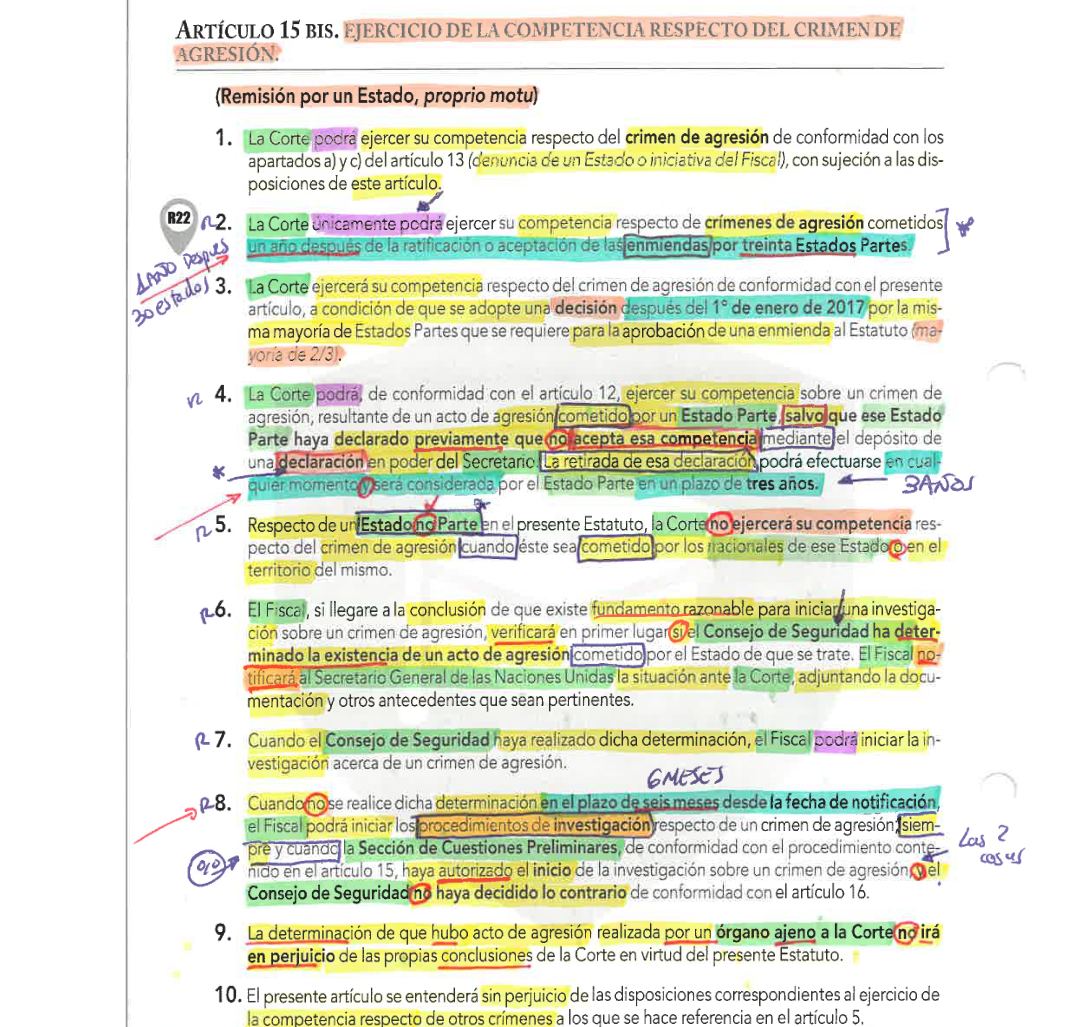 ARTÍCULO 15 BIS. EJERCICIO DE LA COMPETENCIA RESPECTO DEL CRIMEN DE
AGRESIÓN.
(Remisión por un Estado, proprio motu)
1. La Corte podrá ejercer su competencia respecto del crimen de agresión de conformidad con los
apartados a) y c) del artículo 13 (denuncia de un Estado o iniciativa del Fiscal), con sujeción a las dis-
posiciones de este artículo.
R22
2. La Corte únicamente podrá ejercer su competencia respecto de crímenes de agresión cometidos
un año después de la ratificación o aceptación de las enmiendas por treinta Estados Partes.
1 AÑO Después
30 estados
3. La Corte ejercerá su competencia respecto del crimen de agresión de conformidad con el presente
artículo, a condición de que se adopte una decisión después del 1° de enero de 2017 por la mis-
ma mayoría de Estados Partes que se requiere para la aprobación de una enmienda al Estatuto (ma-
yoría de 2/3).
4. La Corte podrá, de conformidad con el artículo 12, ejercer su competencia sobre un crimen de
agresión, resultante de un acto de agresión cometido por un Estado Parte, salvo que ese Estado
Parte haya declarado previamente que no acepta esa competencia mediante el depósito de
una declaración en poder del Secretario. La retirada de esa declaración podrá efectuarse en cual-
quier momento y será considerada por el Estado Parte en un plazo de tres años.
3 AÑOS
5. Respecto de un Estado no Parte en el presente Estatuto, la Corte no ejercerá su competencia res-
pecto del crimen de agresión cuando éste sea cometido por los nacionales de ese Estado o en el
territorio del mismo.
6. El Fiscal, si llegare a la conclusión de que existe fundamento razonable para iniciar una investiga-
ción sobre un crimen de agresión, verificará en primer lugar si el Consejo de Seguridad ha deter-
minado la existencia de un acto de agresión cometido por el Estado de que se trate. El Fiscal no-
tificará al Secretario General de las Naciones Unidas la situación ante la Corte, adjuntando la docu-
mentación y otros antecedentes que sean pertinentes.
7. Cuando el Consejo de Seguridad haya realizado dicha determinación, el Fiscal podrá iniciar la in-
vestigación acerca de un crimen de agresión.
6 MESES
8. Cuando no se realice dicha determinación en el plazo de seis meses desde la fecha de notificación,
el Fiscal podrá iniciar los procedimientos de investigación respecto de un crimen de agresión, siem-
pre y cuando la Sección de Cuestiones Preliminares, de conformidad con el procedimiento conte-
nido en el artículo 15, haya autorizado el inicio de la investigación sobre un crimen de agresión, y el
Consejo de Seguridad no haya decidido lo contrario de conformidad con el artículo 16.
Las 2
cosas
9. La determinación de que hubo acto de agresión realizada por un órgano ajeno a la Corte no irá
en perjuicio de las propias conclusiones de la Corte en virtud del presente Estatuto.
10. El presente artículo se entenderá sin perjuicio de las disposiciones correspondientes al ejercicio de
la competencia respecto de otros crímenes a los que se hace referencia en el artículo 5.